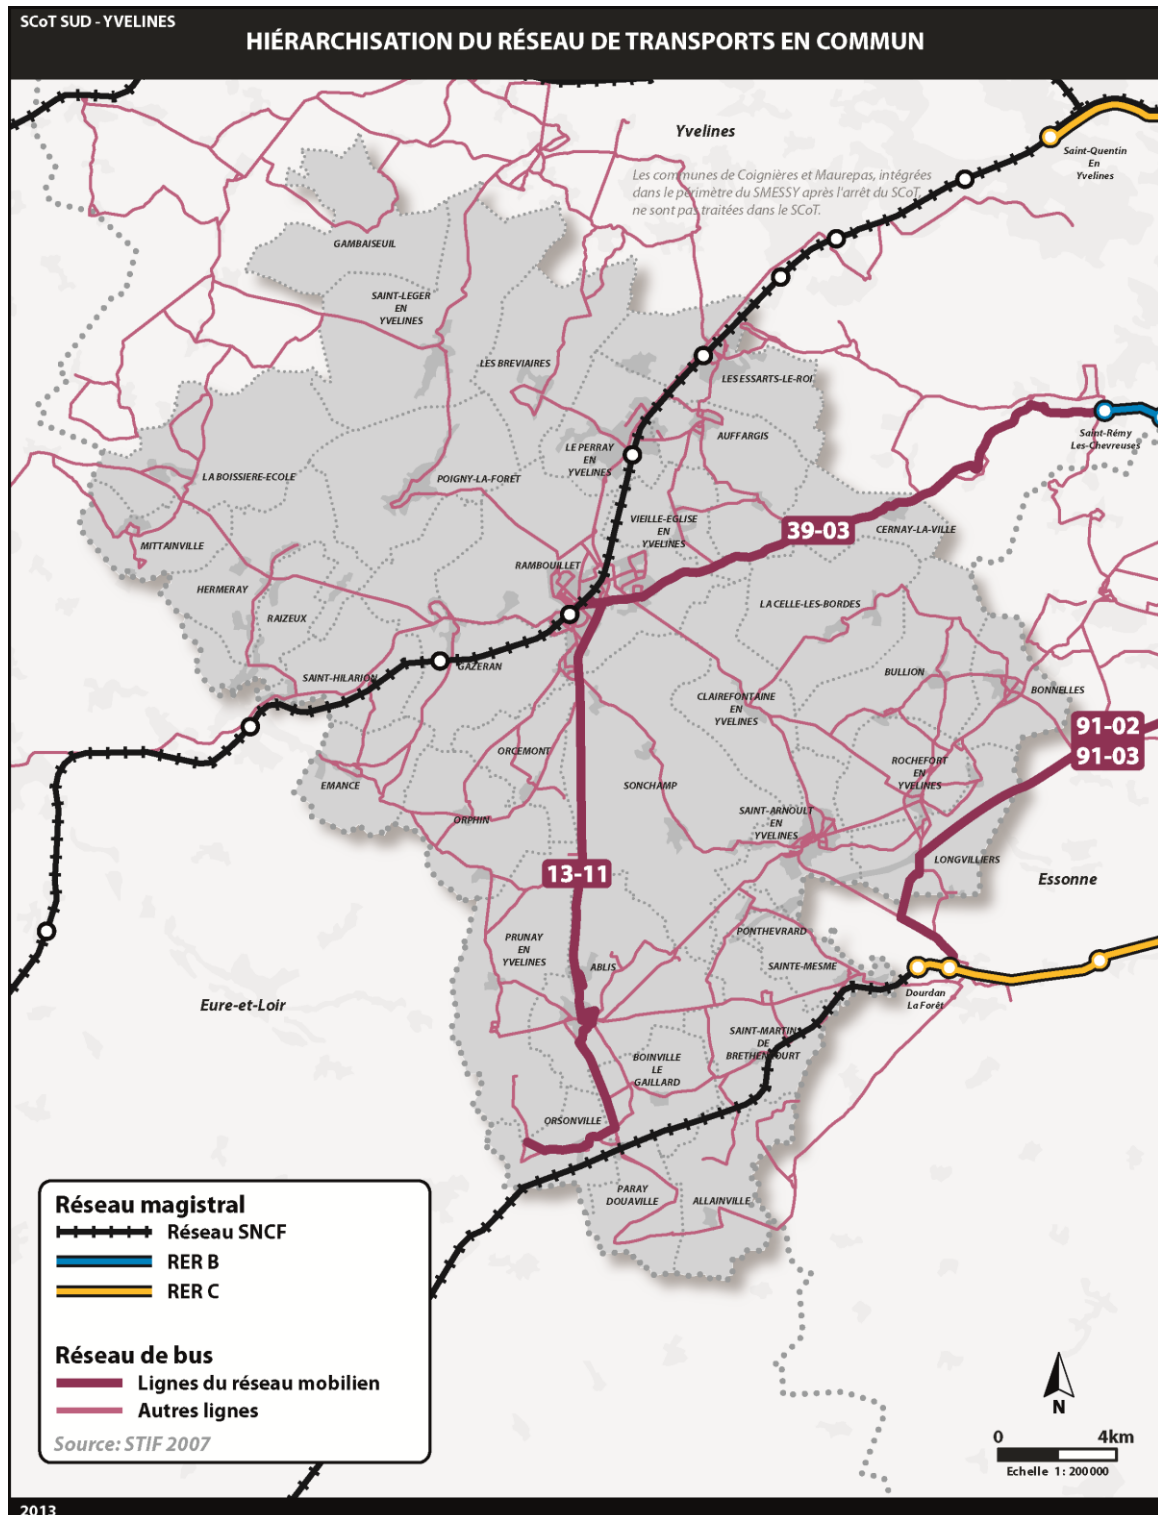 SCoT SUD - YVELINES
HIÉRARCHISATION DU RÉSEAU DE TRANSPORTS EN COMMUN
Yvelines
Saint-Quentin
En
Yvelines
Les communes de Coignières et Maurepas, intégrées
dans le périmètre du SMESSY après l'arrêt du SCoT,
ne sont pas traitées dans le SCoT.
GAMBAISEUIL
SAINT-LEGER
EN
YVELINES
LES BREVIAIRES
LES ESSARTS-LE-ROI
AUFFARGIS
Saint-Rémy
Les-Chevreuses
LE PERRAY
EN
YVELINES
LA BOISSIERE-ECOLE
POIGNY-LA-FORÊT
VIEILLE-EGLISE
EN
YVELINES
39-03
CERNAY-LA-VILLE
MITTAINVILLE
RAMBOUILLET
HERMERAY
LA CELLE-LES-BORDES
RAIZEUX
GAZERAN
SAINT-HILARION
BULLION
BONNELLES
CLAIREFONTAINE
EN
YVELINES
91-02
91-03
ORCEMONT
ROCHEFORT
EN
YVELINES
EMANCE
SONCHAMP
ORPHIN
SAINT-ARNOULT
EN
YVELINES
LONGVILLIERS
13-11
Essonne
PRUNAY
EN
YVELINES
PONTHEVRARD
ABLIS
SAINTE-MESME
Dourdan
La Forêt
Eure-et-Loir
SAINT-MARTIN
DE
BRETHENCOURT
BOINVILLE
LE
GAILLARD
ORSONVILLE
PARAY
DOUAVILLE
ALLAINVILLE
Réseau magistral
Réseau SNCF
RER B
RER C
Réseau de bus
Lignes du réseau mobilien
Autres lignes
Source: STIF 2007
N
0 4km
Echelle 1 : 200 000
2013